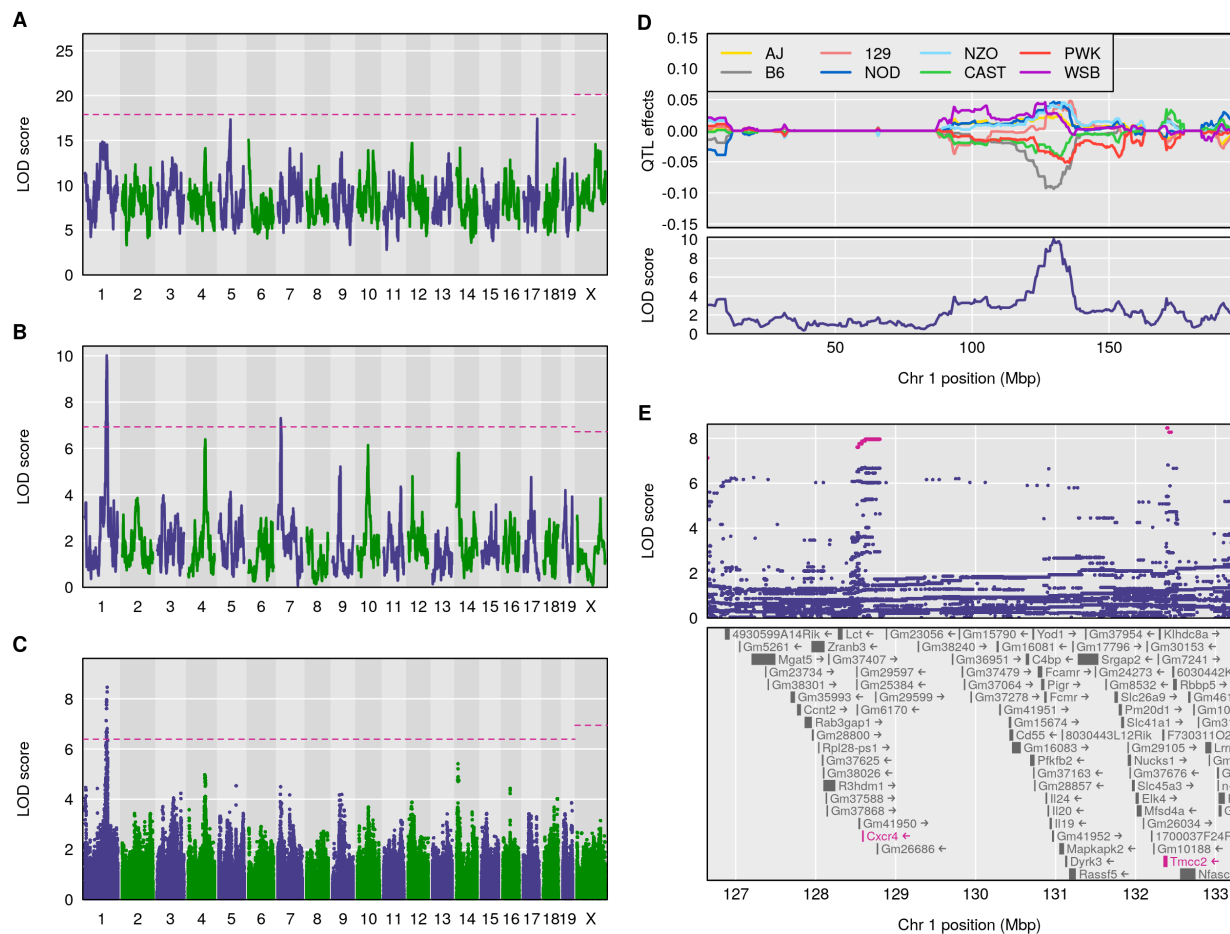 A
25
20
15
10
5
0
LOD score
1 2 3 4 5 6 7 8 9 10 11 12 13 14 15 16 17 18 19 X
B
10
8
6
4
2
0
LOD score
1 2 3 4 5 6 7 8 9 10 11 12 13 14 15 16 17 18 19 X
C
8
6
4
2
0
LOD score
1 2 3 4 5 6 7 8 9 10 11 12 13 14 15 16 17 18 19 X
D
AJ 129 NZO PWK
B6 NOD CAST WSB
0.15
0.10
0.05
0.00
-0.05
-0.10
-0.15
QTL effects
10
8
6
4
2
0
LOD score
50 100 150
Chr 1 position (Mbp)
E
8
6
4
2
0
LOD score
4930599A14Rik ← Lct ← Gm23056 ← Gm15790 ← Yod1 → Gm37954 ← Klhdc8a →
Gm5261 ← Zranb3 ← Gm38240 ← Gm16081 ← Gm17796 ← Gm30153 ←
Mgat5 → Gm37407 → Gm36951 → C4bp ← Srgap2 ← Gm7241 →
Gm23734 → Gm29597 → Gm37479 ← Fcamr → Gm24273 ←
Gm38301 → Gm25384 ← Gm37064 → Pigr → Gm8532 ← Rbbp5
Gm35993 ← Gm29599 → Gm37278 → Fcmr → Slc26a9 →
Ccnt2 → Gm6170 ← Gm41951 → Pm20d1 →
Rab3gap1 → Gm15674 → Slc41a1 →
Gm28800 → Cd55 ← 8030443L12Rik
Rpl28-ps1 → Gm16083 ← Gm29105 →
Gm37625 ← Pfkfb2 ← Nucks1 →
Gm38026 ← Gm37163 ← Gm37676 ←
R3hdm1 → Gm28857 ← Slc45a3 →
Gm37588 → Il24 ← Elk4 →
Gm37868 → Il20 ← Mfsd4a ←
Gm41950 → Il19 ← Gm26034 →
Cxcr4 ← Gm41952 →
Gm26686 ← Mapkapk2 ← Gm10188 ←
Dyrk3 ← Tmcc2 ←
Rassf5 ← Nfasc
127 128 129 130 131 132 133
Chr 1 position (Mbp)